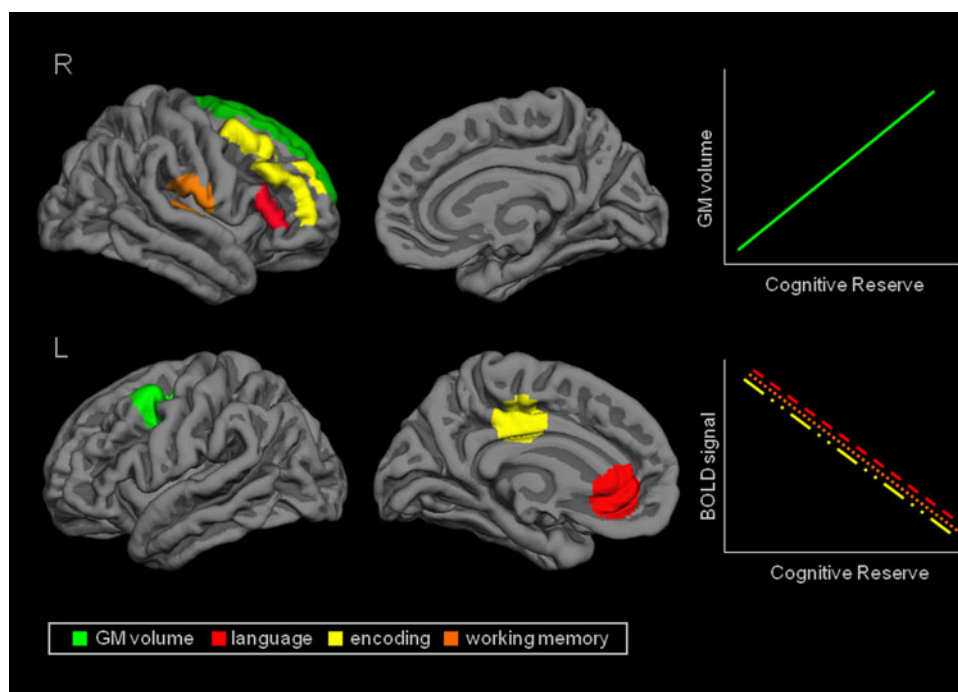 R
GM volume
Cognitive Reserve
L
BOLD signal
Cognitive Reserve
GM volume language encoding working memory